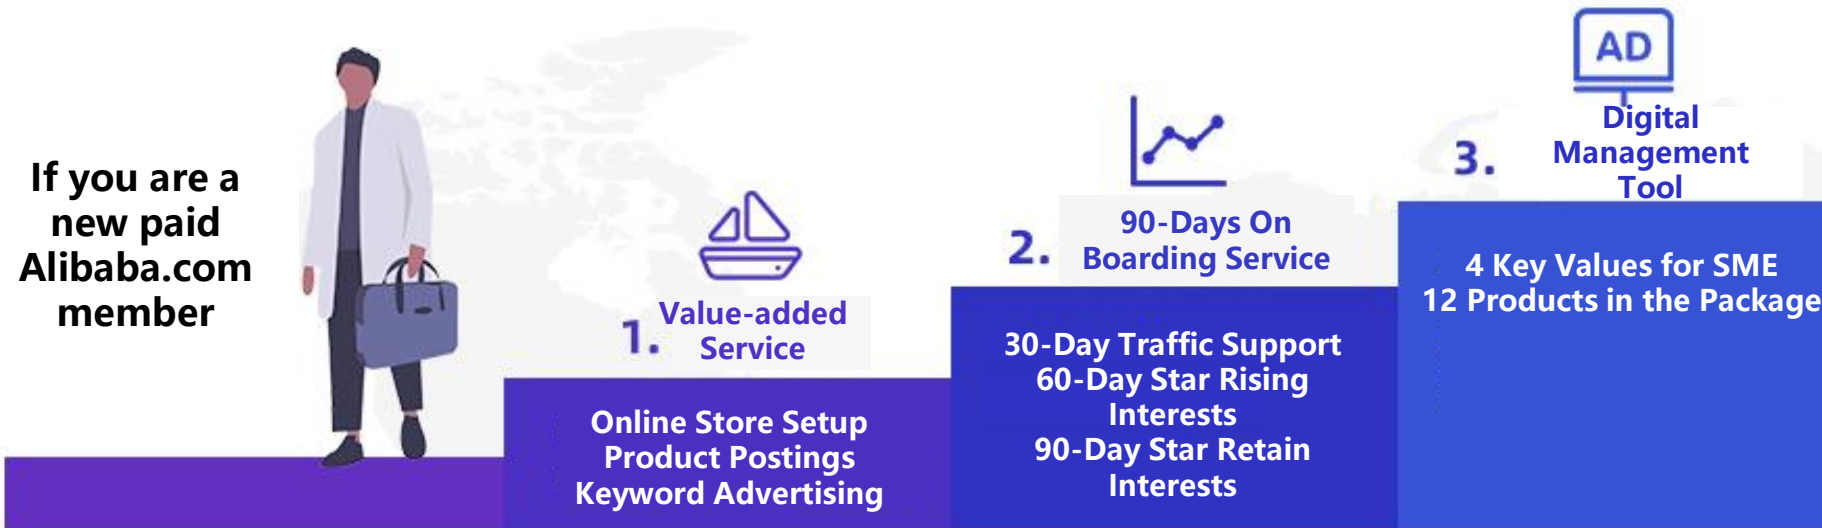 If you are a
new paid
Alibaba.com
member
1.
Value-added
Service
Online Store Setup
Product Postings
Keyword Advertising
2.
90-Days On
Boarding Service
30-Day Traffic Support
60-Day Star Rising
Interests
90-Day Star Retain
Interests
AD
3.
Digital
Management
Tool
4 Key Values for SME
12 Products in the Package